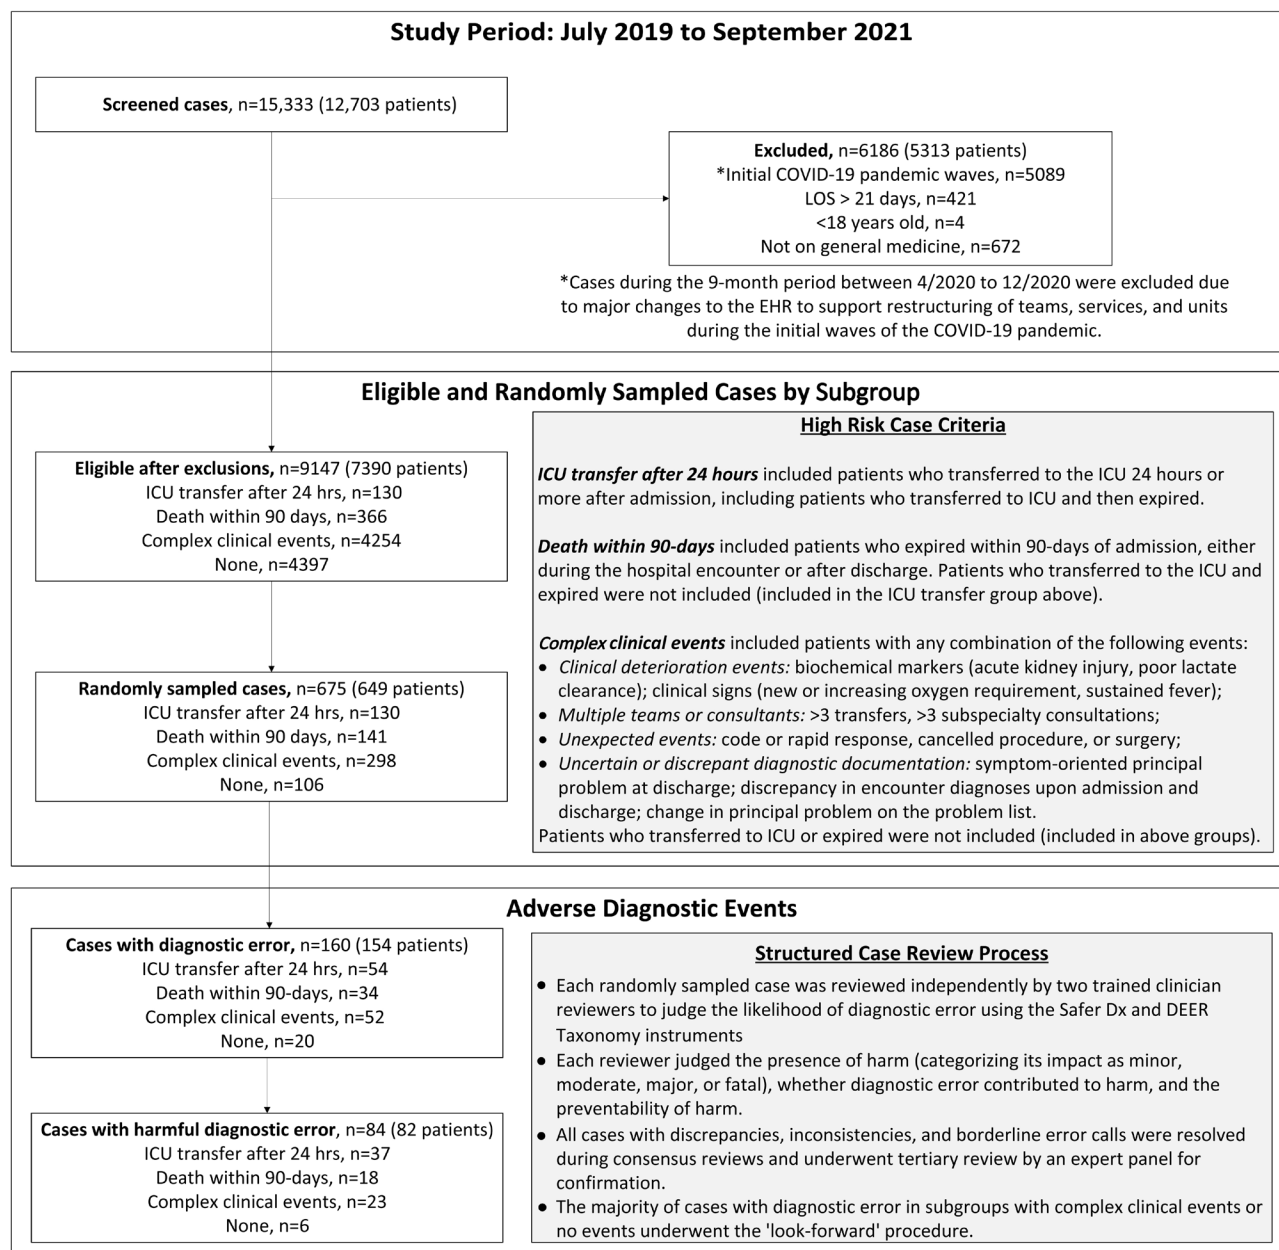 Study Period: July 2019 to September 2021
Screened cases, n=15,333 (12,703 patients)
Excluded, n=6186 (5313 patients)
*Initial COVID-19 pandemic waves, n=5089
LOS > 21 days, n=421
<18 years old, n=4
Not on general medicine, n=672
*Cases during the 9-month period between 4/2020 to 12/2020 were excluded due
to major changes to the EHR to support restructuring of teams, services, and units
during the initial waves of the COVID-19 pandemic.
Eligible and Randomly Sampled Cases by Subgroup
Eligible after exclusions, n=9147 (7390 patients)
ICU transfer after 24 hrs, n=130
Death within 90 days, n=366
Complex clinical events, n=4254
None, n=4397
Randomly sampled cases, n=675 (649 patients)
ICU transfer after 24 hrs, n=130
Death within 90 days, n=141
Complex clinical events, n=298
None, n=106
High Risk Case Criteria
ICU transfer after 24 hours included patients who transferred to the ICU 24 hours or
more after admission, including patients who transferred to ICU and then expired.
Death within 90-days included patients who expired within 90-days of admission, either
during the hospital encounter or after discharge. Patients who transferred to the ICU and
expired were not included (included in the ICU transfer group above).
Complex clinical events included patients with any combination of the following events:
• Clinical deterioration events: biochemical markers (acute kidney injury, poor lactate
clearance); clinical signs (new or increasing oxygen requirement, sustained fever);
• Multiple teams or consultants: >3 transfers, >3 subspecialty consultations;
• Unexpected events: code or rapid response, cancelled procedure, or surgery;
• Uncertain or discrepant diagnostic documentation: symptom-oriented principal
problem at discharge; discrepancy in encounter diagnoses upon admission and
discharge; change in principal problem on the problem list.
Patients who transferred to ICU or expired were not included (included in above groups).
Adverse Diagnostic Events
Cases with diagnostic error, n=160 (154 patients)
ICU transfer after 24 hrs, n=54
Death within 90-days, n=34
Complex clinical events, n=52
None, n=20
Cases with harmful diagnostic error, n=84 (82 patients)
ICU transfer after 24 hrs, n=37
Death within 90-days, n=18
Complex clinical events, n=23
None, n=6
Structured Case Review Process
• Each randomly sampled case was reviewed independently by two trained clinician
reviewers to judge the likelihood of diagnostic error using the Safer Dx and DEER
Taxonomy instruments
• Each reviewer judged the presence of harm (categorizing its impact as minor,
moderate, major, or fatal), whether diagnostic error contributed to harm, and the
preventability of harm.
• All cases with discrepancies, inconsistencies, and borderline error calls were resolved
during consensus reviews and underwent tertiary review by an expert panel for
confirmation.
• The majority of cases with diagnostic error in subgroups with complex clinical events or
no events underwent the 'look-forward' procedure.